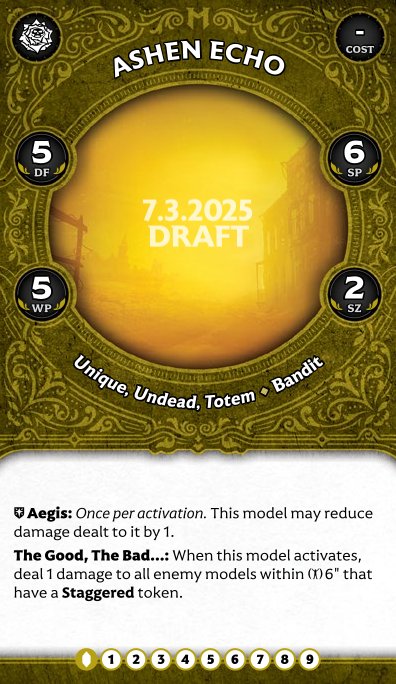 ASHEN ECHO
-
COST
5
DF
6
SP
7.3.2025
DRAFT
5
WP
2
SZ
Unique, Undead, Totem ♦ Bandit
Aegis: Once per activation. This model may reduce
damage dealt to it by 1.
The Good, The Bad...: When this model activates,
deal 1 damage to all enemy models within 6" that
have a Staggered token.
1 2 3 4 5 6 7 8 9